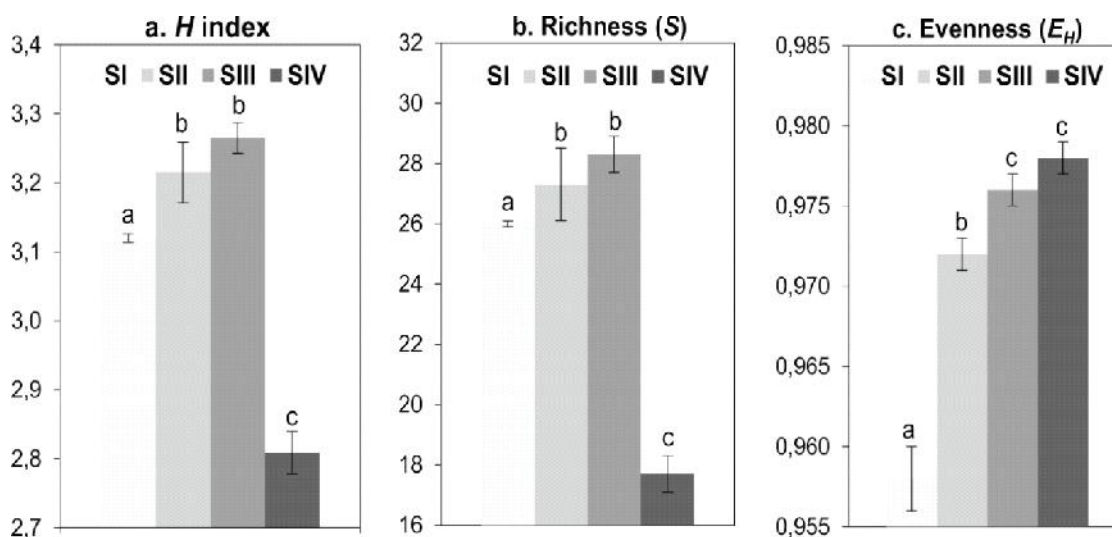 a. H index
3,4
3,3
3,2
3,1
3,0
2,9
2,8
2,7
SI SII SIII SIV
a
b
b
c
b. Richness (S)
32
30
28
26
24
22
20
18
16
SI SII SIII SIV
a
b
b
c
c. Evenness (E_H)
0,985
0,980
0,975
0,970
0,965
0,960
0,955
SI SII SIII SIV
a
b
c
c